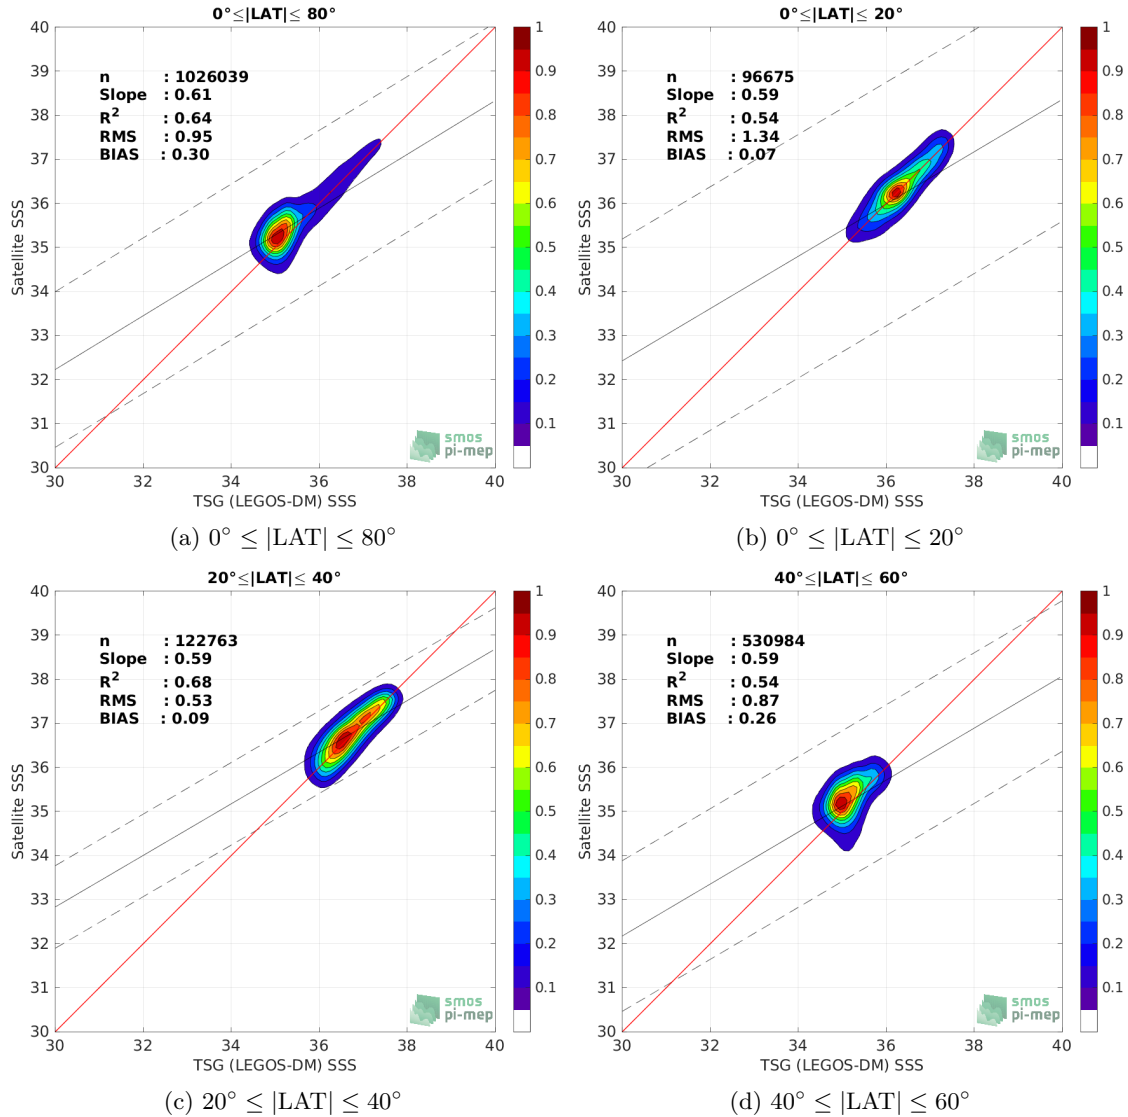 0°≤|LAT|≤ 80°
40
39
38
37
36
35
34
33
32
31
30
Satellite SSS
n : 1026039
Slope : 0.61
R² : 0.64
RMS : 0.95
BIAS : 0.30
smos
pi-mep
30 32 34 36 38 40
TSG (LEGOS-DM) SSS
1
0.9
0.8
0.7
0.6
0.5
0.4
0.3
0.2
0.1
(a) 0° ≤ |LAT| ≤ 80°
0°≤|LAT|≤ 20°
40
39
38
37
36
35
34
33
32
31
30
Satellite SSS
n : 96675
Slope : 0.59
R² : 0.54
RMS : 1.34
BIAS : 0.07
smos
pi-mep
30 32 34 36 38 40
TSG (LEGOS-DM) SSS
1
0.9
0.8
0.7
0.6
0.5
0.4
0.3
0.2
0.1
(b) 0° ≤ |LAT| ≤ 20°
20°≤|LAT|≤ 40°
40
39
38
37
36
35
34
33
32
31
30
Satellite SSS
n : 122763
Slope : 0.59
R² : 0.68
RMS : 0.53
BIAS : 0.09
smos
pi-mep
30 32 34 36 38 40
TSG (LEGOS-DM) SSS
1
0.9
0.8
0.7
0.6
0.5
0.4
0.3
0.2
0.1
(c) 20° ≤ |LAT| ≤ 40°
40°≤|LAT|≤ 60°
40
39
38
37
36
35
34
33
32
31
30
Satellite SSS
n : 530984
Slope : 0.59
R² : 0.54
RMS : 0.87
BIAS : 0.26
smos
pi-mep
30 32 34 36 38 40
TSG (LEGOS-DM) SSS
1
0.9
0.8
0.7
0.6
0.5
0.4
0.3
0.2
0.1
(d) 40° ≤ |LAT| ≤ 60°